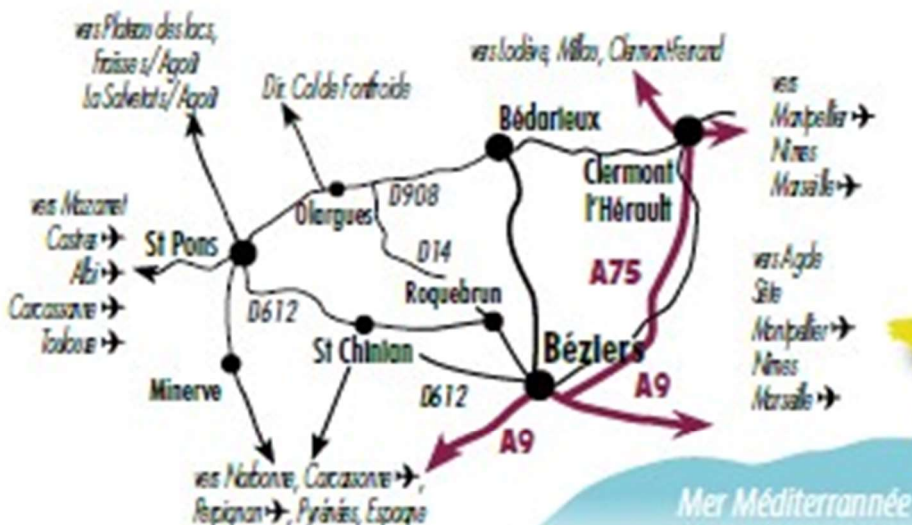 vers Plateau des lacs,
Fraïsse s/Agoût
La Salvetat s/Agoût
Dir. Col de Fontfroide
vers Lodève, Millau, Clermont-Ferrand
vers
Montpellier
Nîmes
Marseille
Bédarieux
Clermont
l'Hérault
Olargues
D908
vers Mazamet
Castres
Albi
Carcassonne
Toulouse
St Pons
D14
A75
Roquebrun
D612
St Chinian
Béziers
vers Agde
Sète
Montpellier
Nîmes
Marseille
Minerve
D612
A9
A9
vers Narbonne, Carcassonne,
Perpignan, Pyrénées, Espagne
Mer Méditerrannée